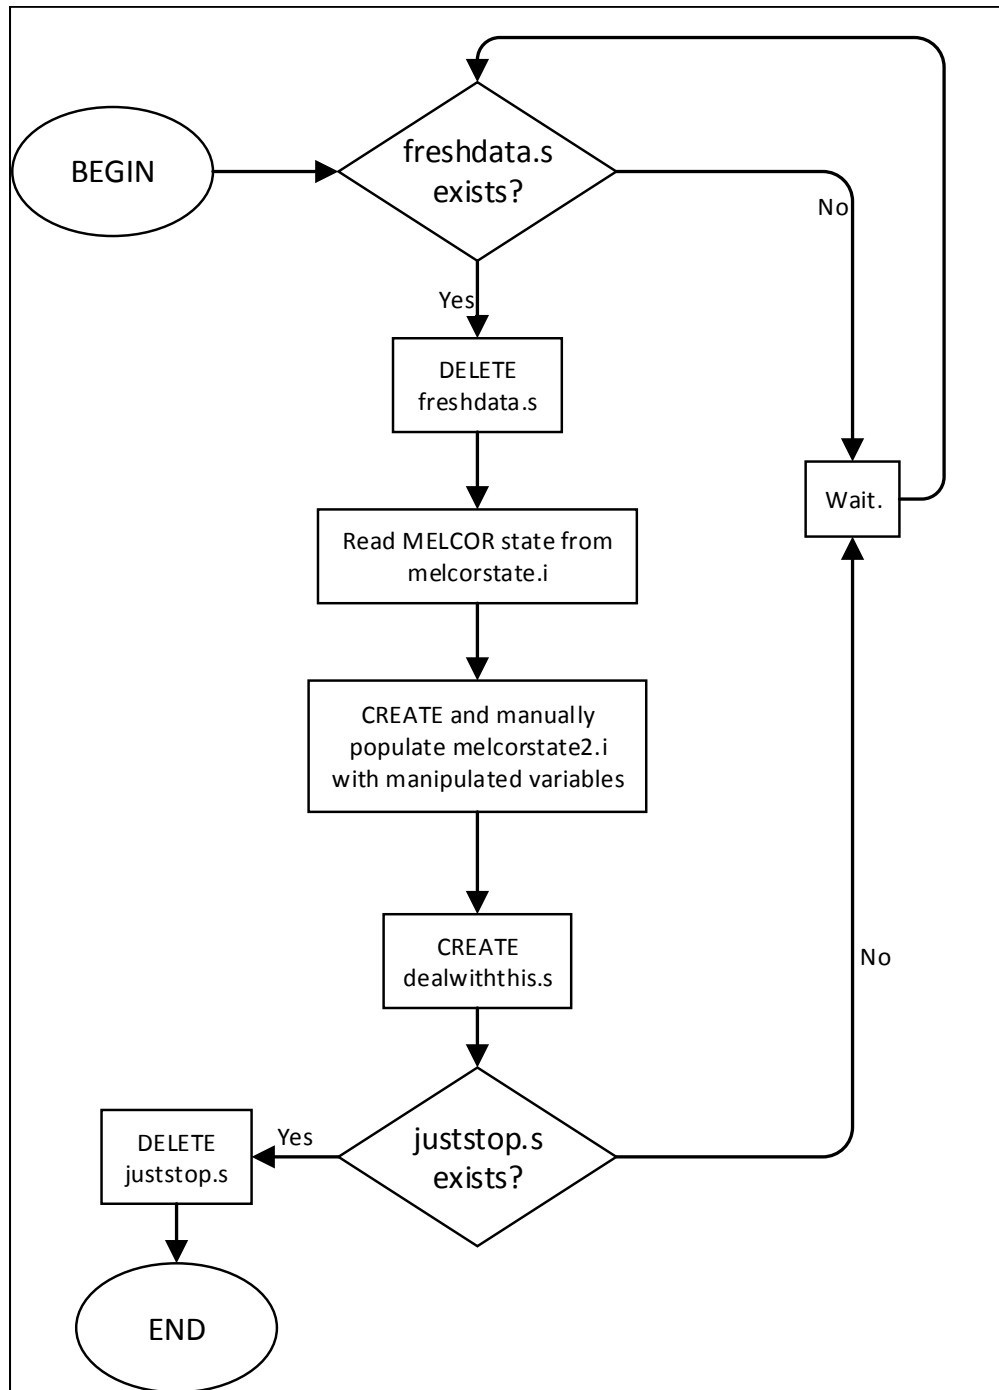 freshdata.s
exists?
BEGIN
No
Yes
DELETE
freshdata.s
Wait.
Read MELCOR state from
melcorstate.i
CREATE and manually
populate melcorstate2.i
with manipulated variables
CREATE
dealwiththis.s
No
juststop.s
exists?
Yes
DELETE
juststop.s
END